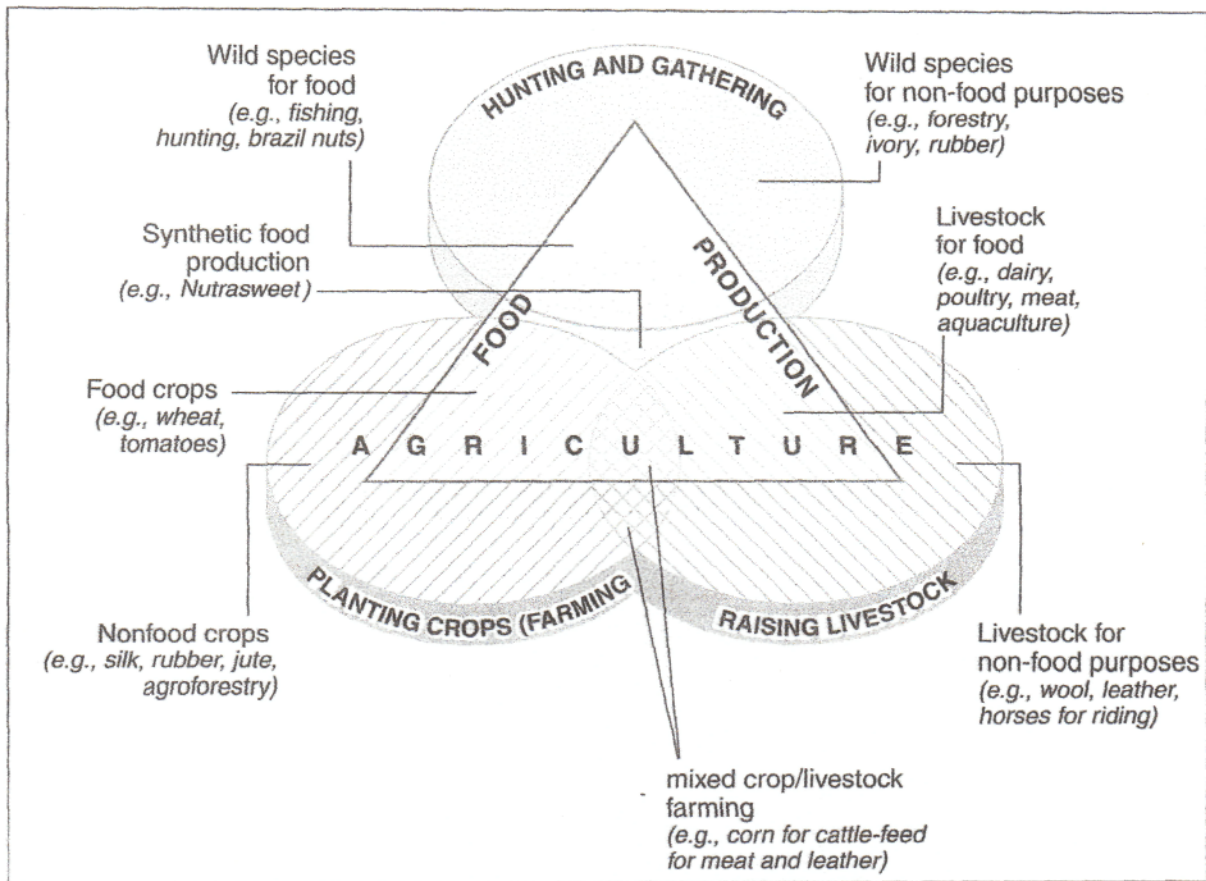 Wild species
for food
(e.g., fishing,
hunting, brazil nuts)
HUNTING AND GATHERING
Wild species
for non-food purposes
(e.g., forestry,
ivory, rubber)
Synthetic food
production
(e.g., Nutrasweet)
Livestock
for food
(e.g., dairy,
poultry, meat,
aquaculture)
FOOD
PRODUCTION
Food crops
(e.g., wheat,
tomatoes)
A G R I C U L T U R E
PLANTING CROPS (FARMING
RAISING LIVESTOCK
Nonfood crops
(e.g., silk, rubber, jute,
agroforestry)
Livestock for
non-food purposes
(e.g., wool, leather,
horses for riding)
mixed crop/livestock
farming
(e.g., corn for cattle-feed
for meat and leather)